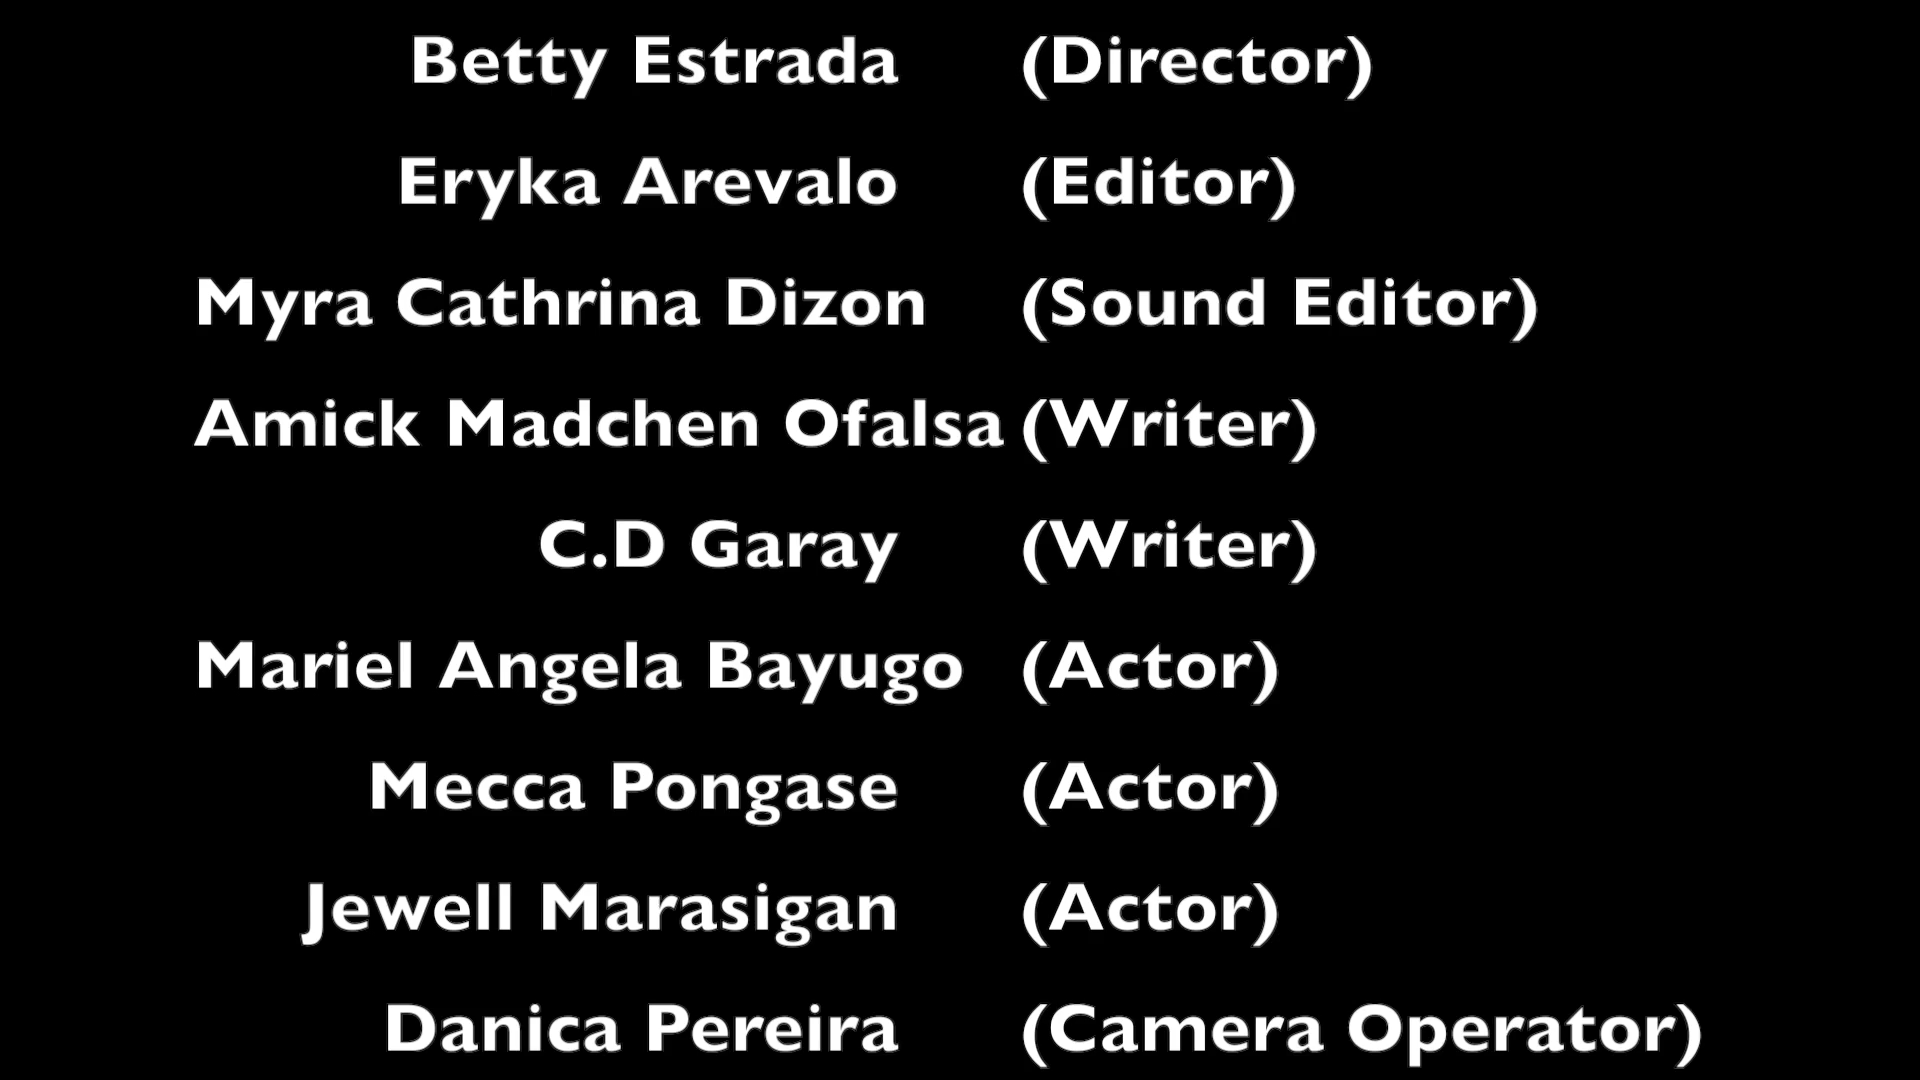 Betty Estrada (Director)
Eryka Arevalo (Editor)
Myra Cathrina Dizon (Sound Editor)
Amick Madchen Ofalsa (Writer)
C.D Garay (Writer)
Mariel Angela Bayugo (Actor)
Mecca Pongase (Actor)
Jewell Marasigan (Actor)
Danica Pereira (Camera Operator)